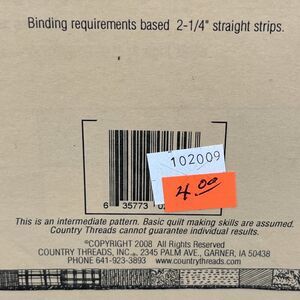 Binding requirements based 2-1/4" straight strips.
102009
4.00
6 35773 0
This is an intermediate pattern. Basic quilt making skills are assumed.
Country Threads cannot guarantee individual results.
©COPYRIGHT 2008 All Rights Reserved
COUNTRY THREADS, INC., 2345 PALM AVE., GARNER, IA 50438
PHONE 641-923-3893 www.countrythreads.com